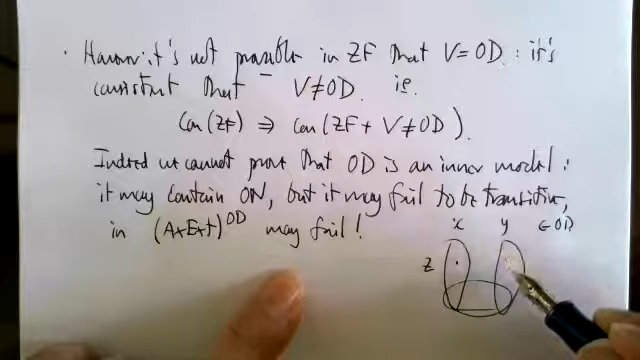 · However it's not provable in ZF that V=OD : it's
consistent that V≠OD. ie.
Con(ZF) ⇒ Con(ZF + V≠OD).
Indeed we cannot prove that OD is an inner model :
it may contain ON, but it may fail to be transitive,
in (AxExt)^OD may fail!
x y ∈ OD
z